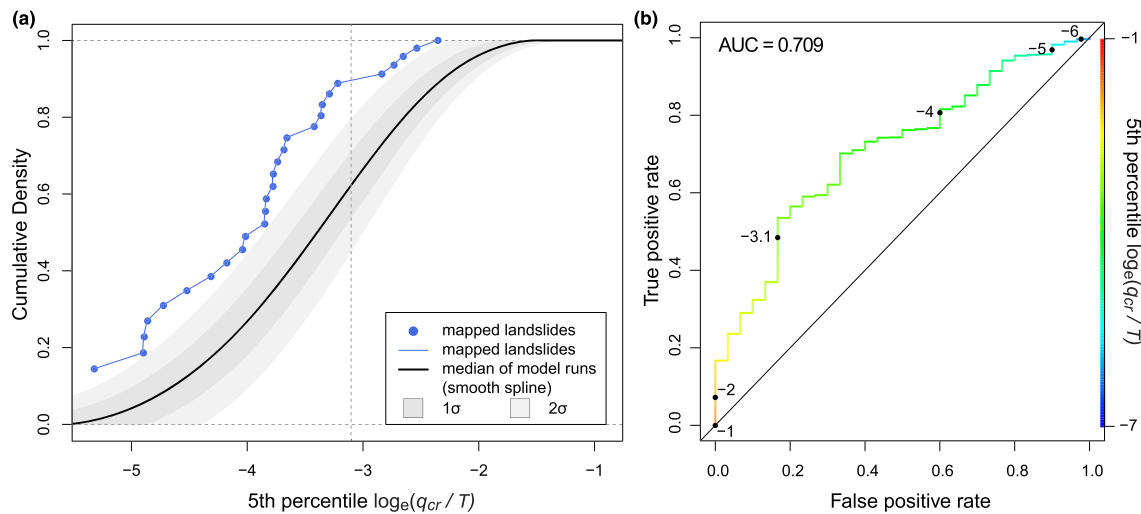 (a)
Cumulative Density
1.0
0.8
0.6
0.4
0.2
0.0
mapped landslides
mapped landslides
median of model runs
(smooth spline)
1σ 2σ
−5 −4 −3 −2 −1
5th percentile logₑ(q꜀ᵣ / T)
(b)
AUC = 0.709
True positive rate
1.0
0.8
0.6
0.4
0.2
0.0
−6
−5
−4
−3.1
−2
−1
0.0 0.2 0.4 0.6 0.8 1.0
False positive rate
−1
−7
5th percentile logₑ(q꜀ᵣ / T)